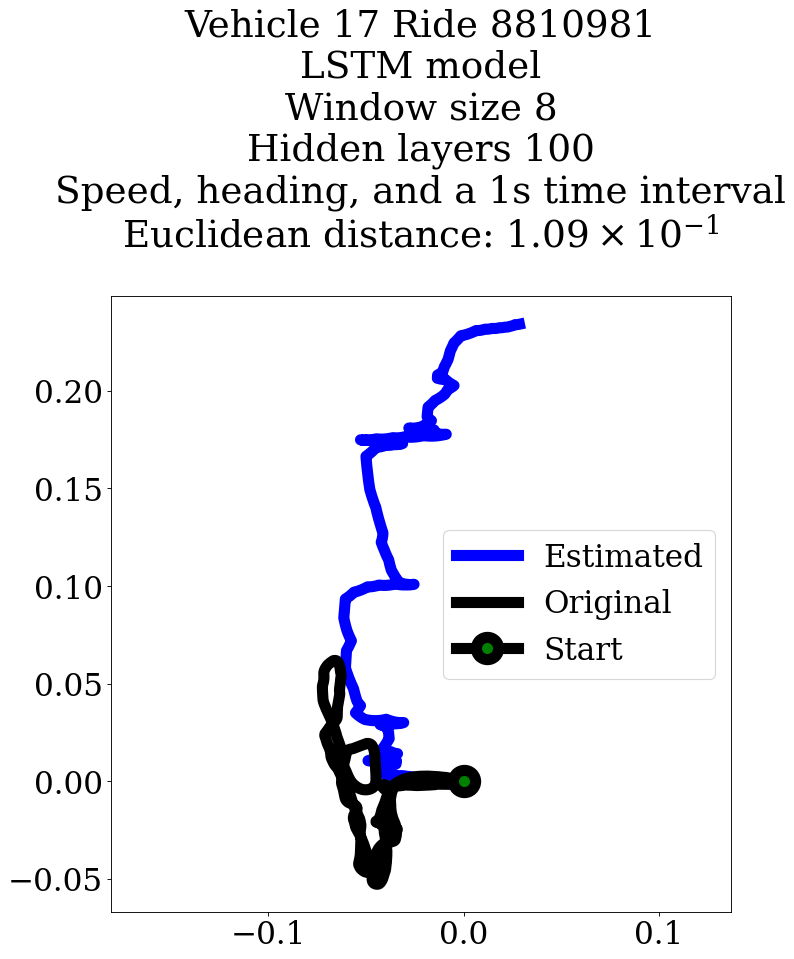 Vehicle 17 Ride 8810981
LSTM model
Window size 8
Hidden layers 100
Speed, heading, and a 1s time interval
Euclidean distance: 1.09 × 10⁻¹
0.20
0.15
0.10
0.05
0.00
−0.05
Estimated
Original
Start
−0.1
0.0
0.1